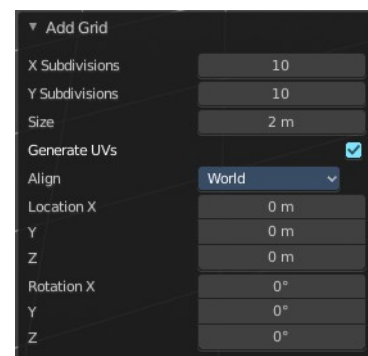 Add Grid
X Subdivisions 10
Y Subdivisions 10
Size 2 m
Generate UVs
Align World
Location X 0 m
Y 0 m
Z 0 m
Rotation X 0°
Y 0°
Z 0°